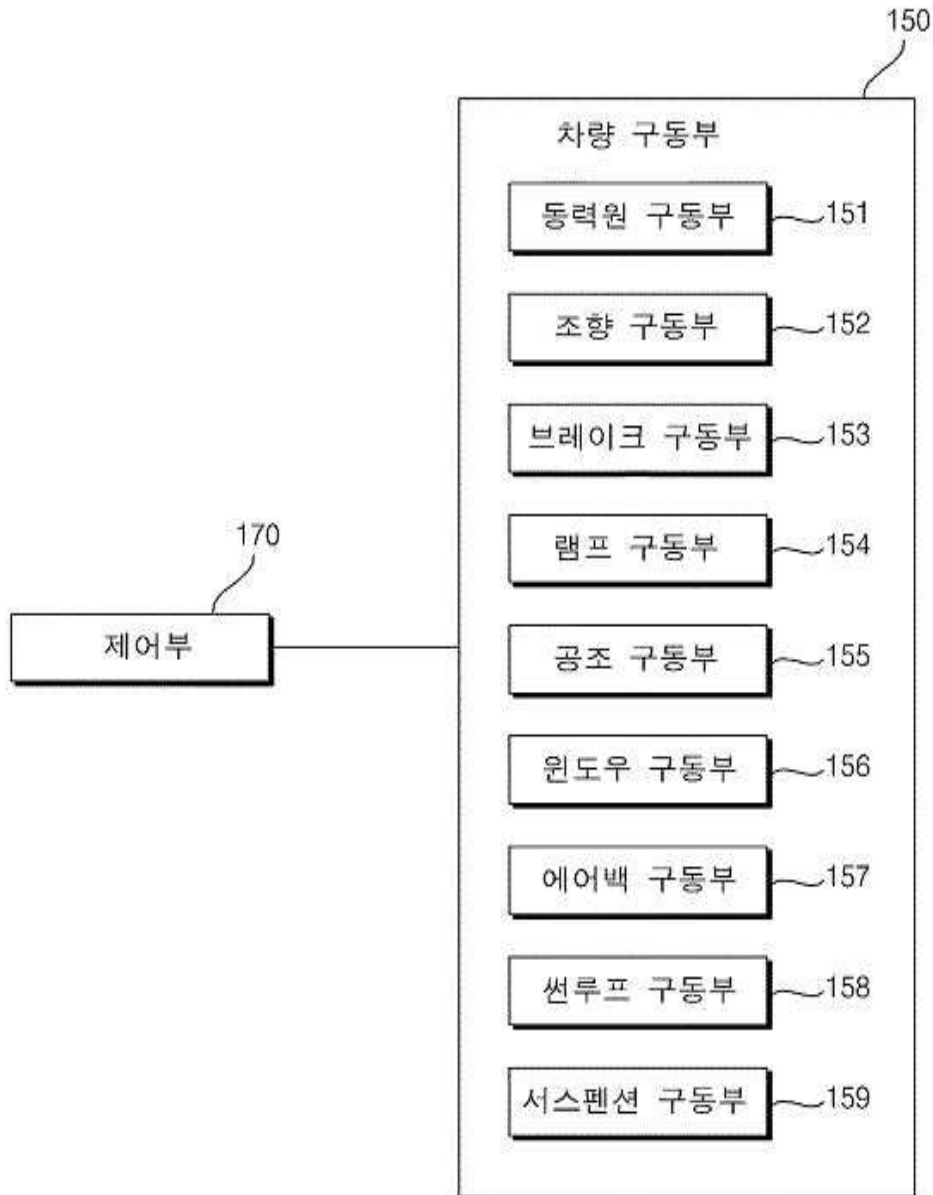 150
차량 구동부
동력원 구동부 151
조향 구동부 152
브레이크 구동부 153
램프 구동부 154
170
제어부
공조 구동부 155
윈도우 구동부 156
에어백 구동부 157
썬루프 구동부 158
서스펜션 구동부 159